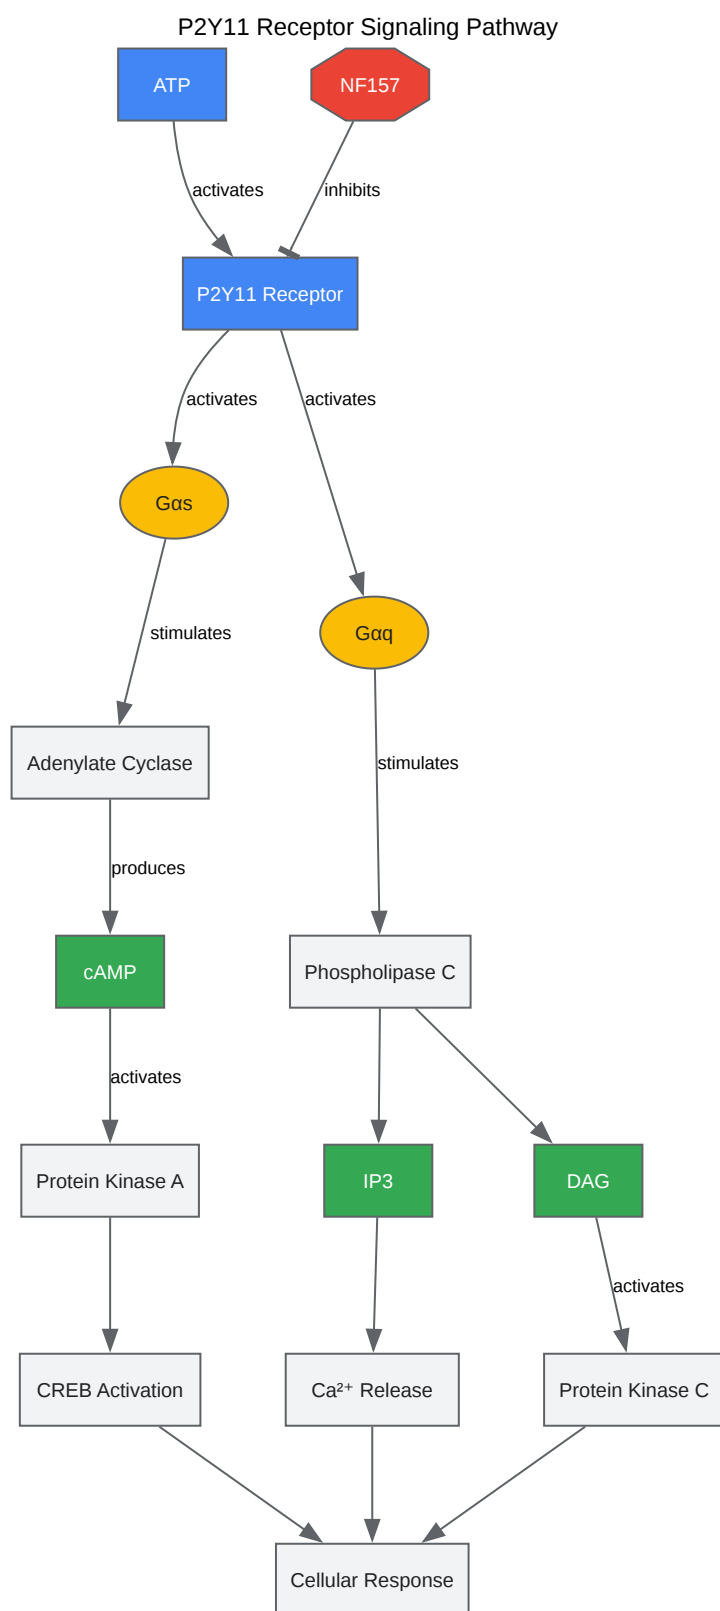 P2Y11 Receptor Signaling Pathway
ATP
NF157
activates
inhibits
P2Y11 Receptor
activates
activates
Gαs
Gαq
stimulates
stimulates
Adenylate Cyclase
produces
cAMP
Phospholipase C
activates
Protein Kinase A
IP3
DAG
activates
CREB Activation
Ca²⁺ Release
Protein Kinase C
Cellular Response